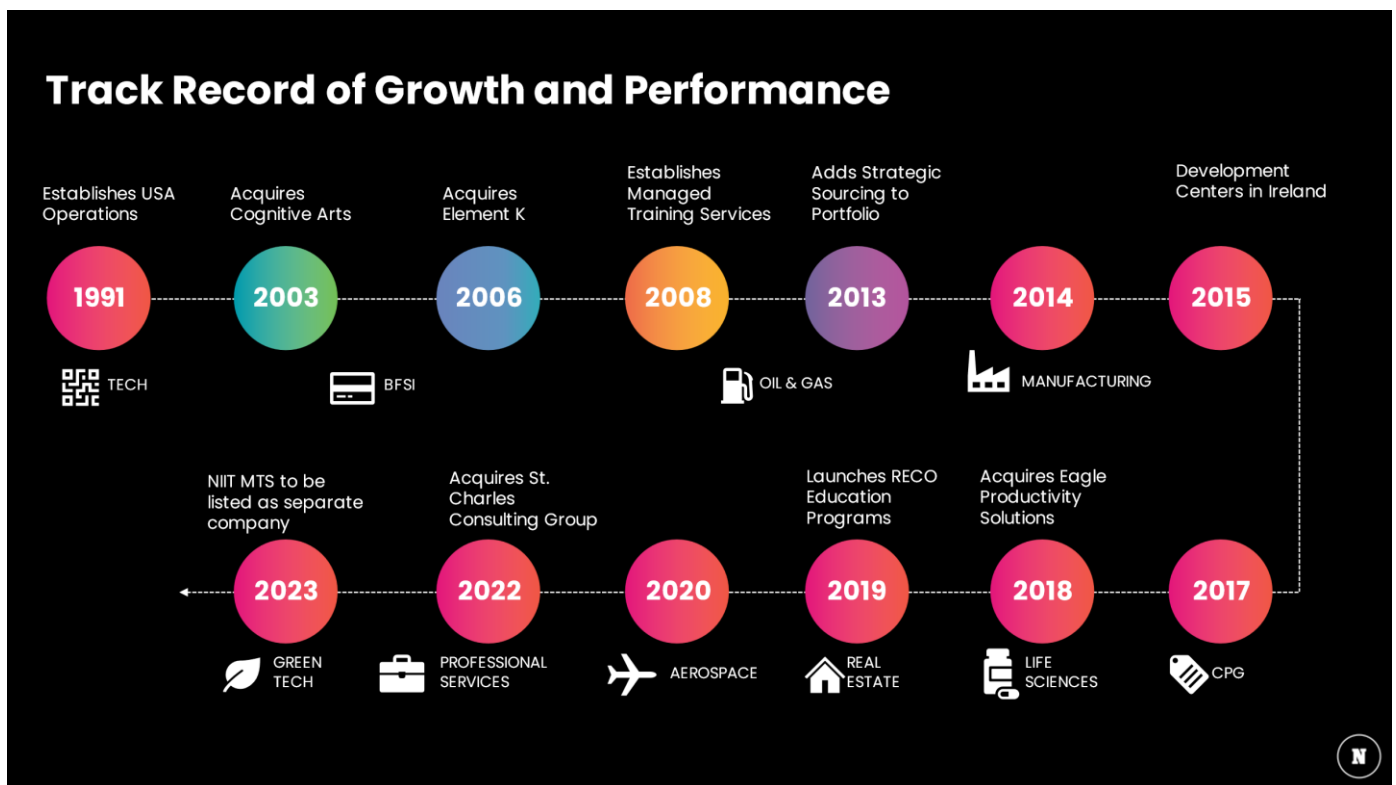 Track Record of Growth and Performance
Establishes USA
Operations
Acquires
Cognitive Arts
Acquires
Element K
Establishes
Managed
Training Services
Adds Strategic
Sourcing to
Portfolio
Development
Centers in Ireland
1991
2003
2006
2008
2013
2014
2015
TECH
BFSI
OIL & GAS
MANUFACTURING
NIIT MTS to be
listed as separate
company
Acquires St.
Charles
Consulting Group
Launches RECO
Education
Programs
Acquires Eagle
Productivity
Solutions
2023
2022
2020
2019
2018
2017
GREEN
TECH
PROFESSIONAL
SERVICES
AEROSPACE
REAL
ESTATE
LIFE
SCIENCES
CPG
N